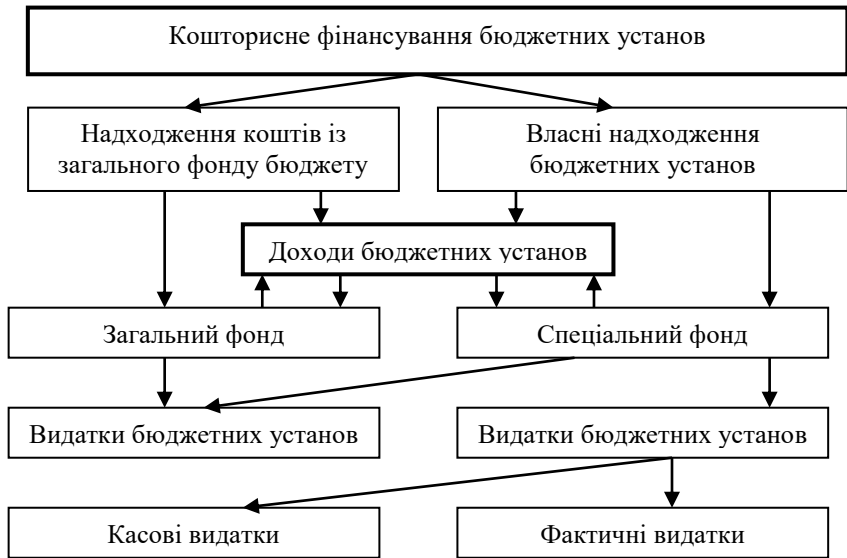 Кошторисне фінансування бюджетних установ
Надходження коштів із
загального фонду бюджету
Власні надходження
бюджетних установ
Доходи бюджетних установ
Загальний фонд
Спеціальний фонд
Видатки бюджетних установ
Видатки бюджетних установ
Касові видатки
Фактичні видатки